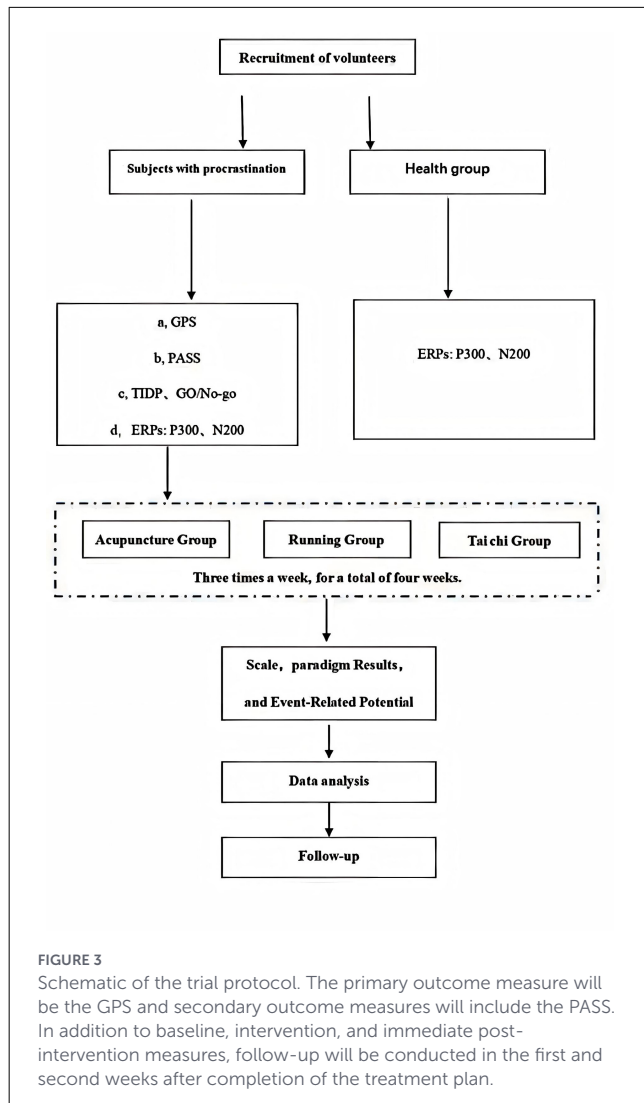 Recruitment of volunteers
Subjects with procrastination
Health group
a, GPS
b, PASS
c, TIDP、GO/No-go
d, ERPs: P300、N200
ERPs: P300、N200
Acupuncture Group
Running Group
Tai chi Group
Three times a week, for a total of four weeks.
Scale, paradigm Results,
and Event-Related Potential
Data analysis
Follow-up
FIGURE 3
Schematic of the trial protocol. The primary outcome measure will
be the GPS and secondary outcome measures will include the PASS.
In addition to baseline, intervention, and immediate post-
intervention measures, follow-up will be conducted in the first and
second weeks after completion of the treatment plan.